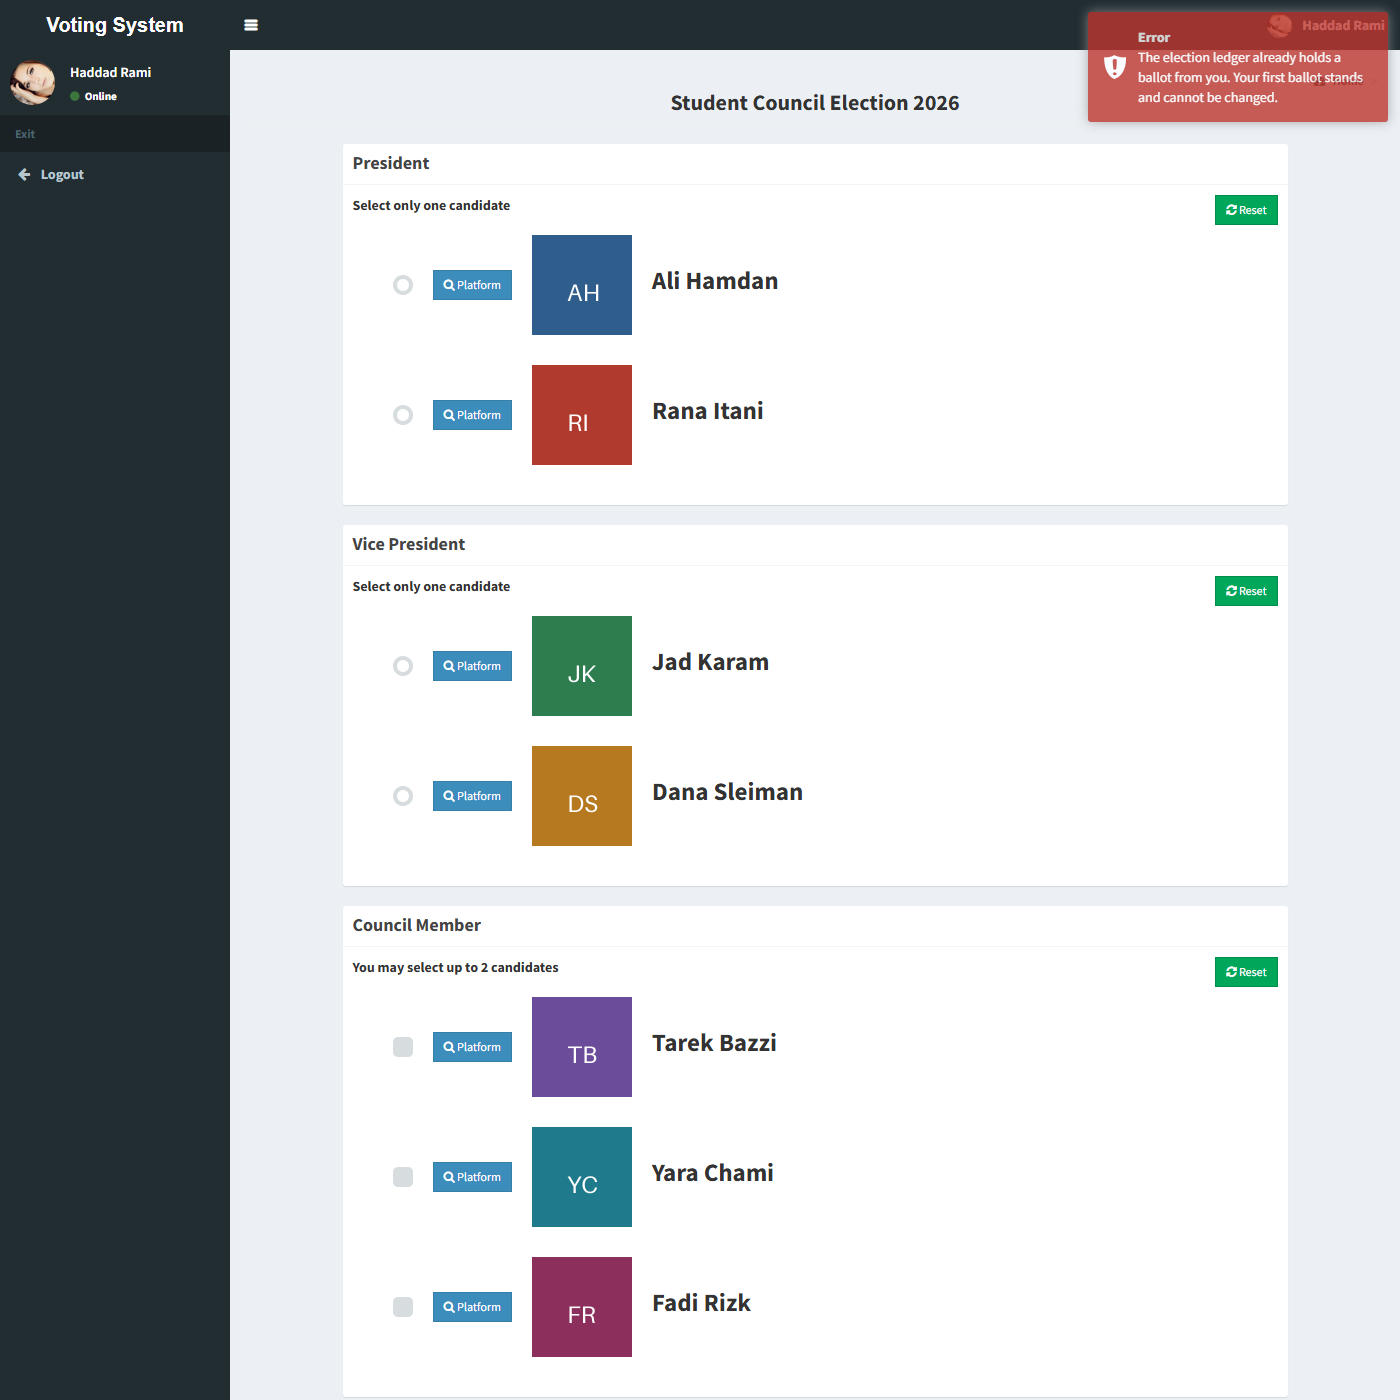 Voting System
Haddad Rami
Haddad Rami
Online
Exit
Logout
Error
The election ledger already holds a
ballot from you. Your first ballot stands
and cannot be changed.
Student Council Election 2026
President
Select only one candidate
Reset
Platform
AH
Ali Hamdan
Platform
RI
Rana Itani
Vice President
Select only one candidate
Reset
Platform
JK
Jad Karam
Platform
DS
Dana Sleiman
Council Member
You may select up to 2 candidates
Reset
Platform
TB
Tarek Bazzi
Platform
YC
Yara Chami
Platform
FR
Fadi Rizk